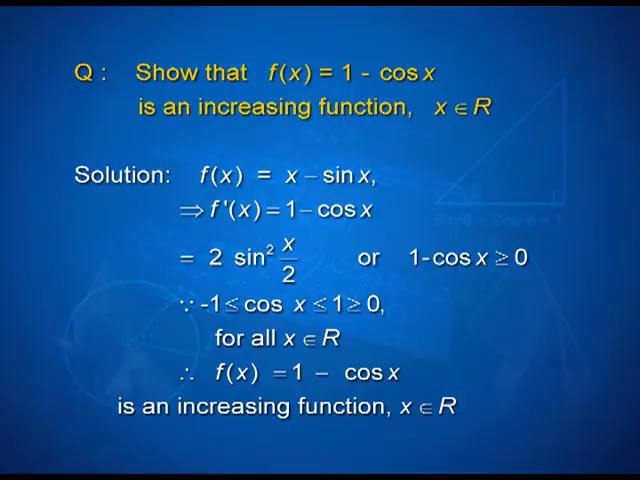 Q : Show that f(x) = 1 - cos x
is an increasing function, x ∈ R
Solution: f(x) = x – sin x,
⇒ f '(x) = 1 – cos x
= 2 sin² x/2 or 1-cos x ≥ 0
∵ -1 ≤ cos x ≤ 1 ≥ 0,
for all x ∈ R
∴ f(x) = 1 – cos x
is an increasing function, x ∈ R